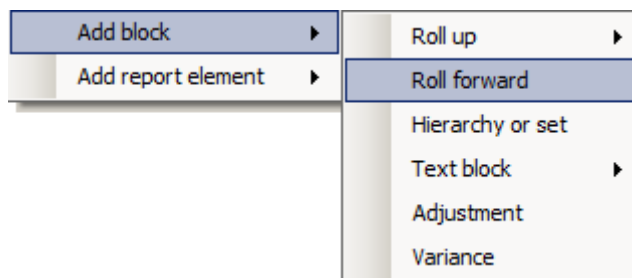 Add block
Add report element
Roll up
Roll forward
Hierarchy or set
Text block
Adjustment
Variance